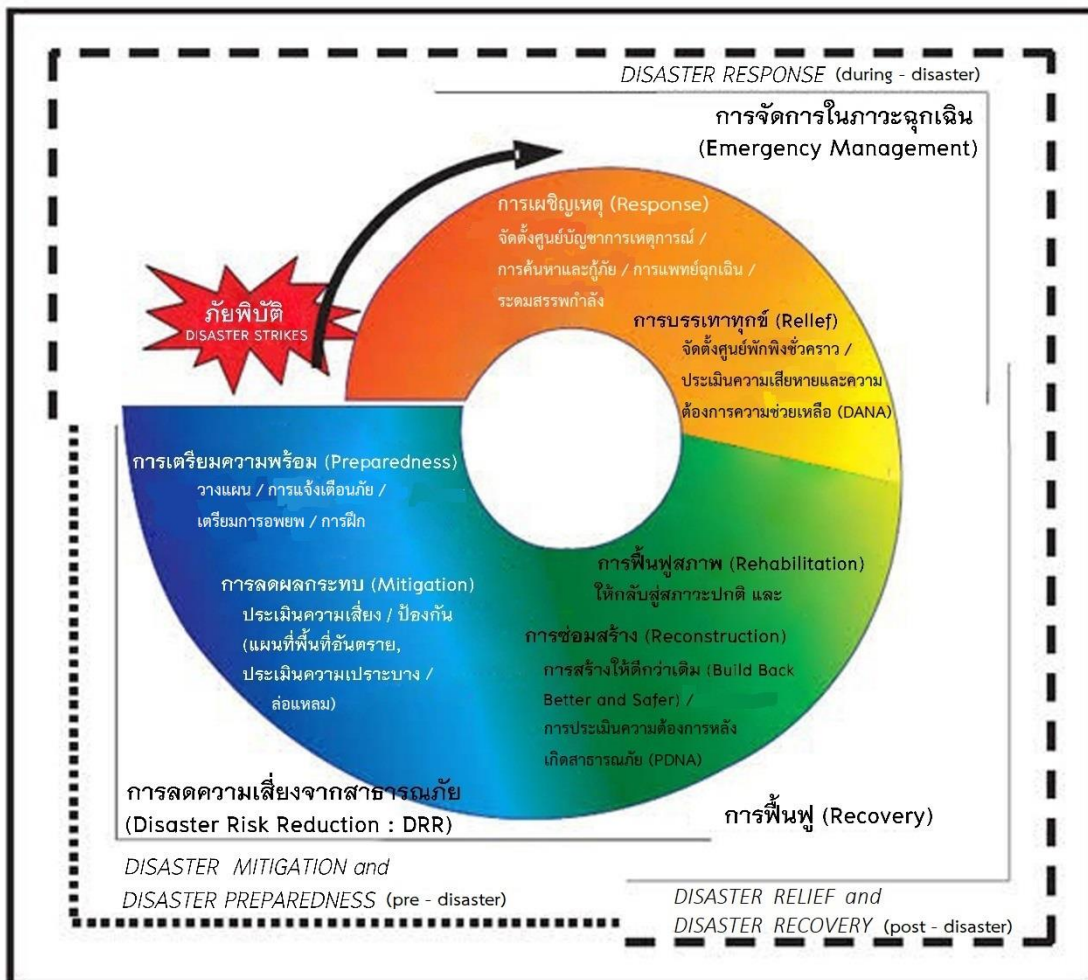 DISASTER RESPONSE (during - disaster)
การจัดการในภาวะฉุกเฉิน
(Emergency Management)
การเผชิญเหตุ (Response)
จัดตั้งศูนย์บัญชาการเหตุการณ์ /
การค้นหาและกู้ภัย / การแพทย์ฉุกเฉิน /
ระดมสรรพกำลัง
ภัยพิบัติ
DISASTER STRIKES
การบรรเทาทุกข์ (Rellef)
จัดตั้งศูนย์พักพิงชั่วคราว /
ประเมินความเสียหายและความ
ต้องการความช่วยเหลือ (DANA)
การเตรียมความพร้อม (Preparedness)
วางแผน / การแจ้งเตือนภัย /
เตรียมการอพยพ / การฝึก
การลดผลกระทบ (Mitigation)
ประเมินความเสี่ยง / ป้องกัน
(แผนที่พื้นที่อันตราย,
ประเมินความเปราะบาง /
ล่อแหลม)
การฟื้นฟูสภาพ (Rehabilitation)
ให้กลับสู่สภาวะปกติ และ
การซ่อมสร้าง (Reconstruction)
การสร้างให้ดีกว่าเดิม (Build Back
Better and Safer) /
การประเมินความต้องการหลัง
เกิดสาธารณภัย (PDNA)
การลดความเสี่ยงจากสาธารณภัย
(Disaster Risk Reduction : DRR)
การฟื้นฟู (Recovery)
DISASTER MITIGATION and
DISASTER PREPAREDNESS (pre - disaster)
DISASTER RELIEF and
DISASTER RECOVERY (post - disaster)